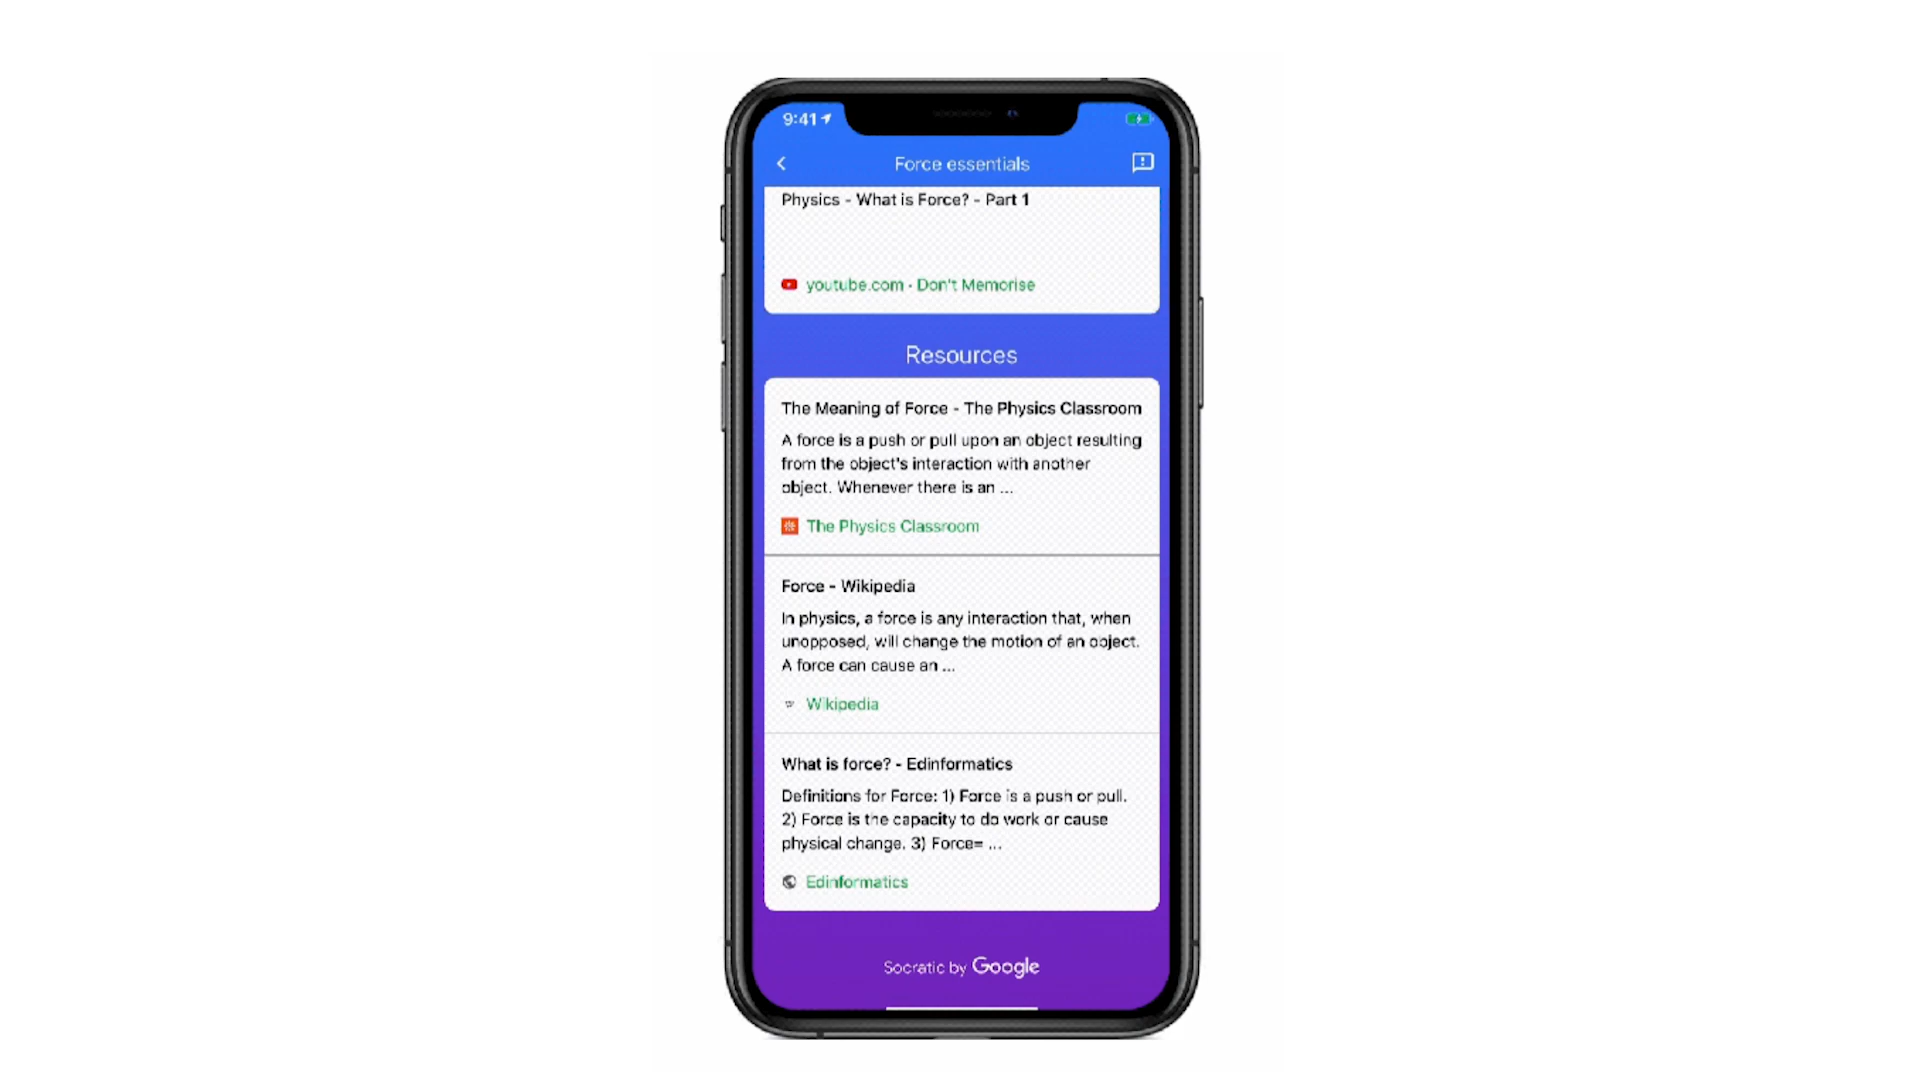 9:41
Force essentials
Physics - What is Force? - Part 1
youtube.com · Don't Memorise
Resources
The Meaning of Force - The Physics Classroom
A force is a push or pull upon an object resulting
from the object's interaction with another
object. Whenever there is an ...
The Physics Classroom
Force - Wikipedia
In physics, a force is any interaction that, when
unopposed, will change the motion of an object.
A force can cause an ...
Wikipedia
What is force? - Edinformatics
Definitions for Force: 1) Force is a push or pull.
2) Force is the capacity to do work or cause
physical change. 3) Force= ...
Edinformatics
Socratic by Google